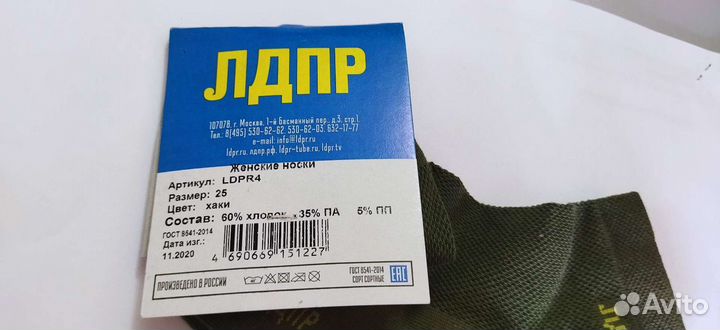 ЛДПР
107078, г. Москва, 1-й Басманный пер., д.3, стр.1.
Тел.: 8(495) 530-62-62, 530-62-03, 632-17-77
e-mail: info@ldpr.ru
ldpr.ru, лдпр.рф, ldpr-tube.ru, ldpr.tv
Женские носки
Артикул: LDPR4
Размер: 25
Цвет: хаки
Состав: 60% хлопок, 35% ПА 5% ПП
ГОСТ 8541-2014
Дата изг.:
11.2020
4 690669 151227
ПРОИЗВЕДЕНО В РОССИИ
ГОСТ 8541-2014
СОРТ СОРТНЫЕ
EAC
ЛДПР
Avito